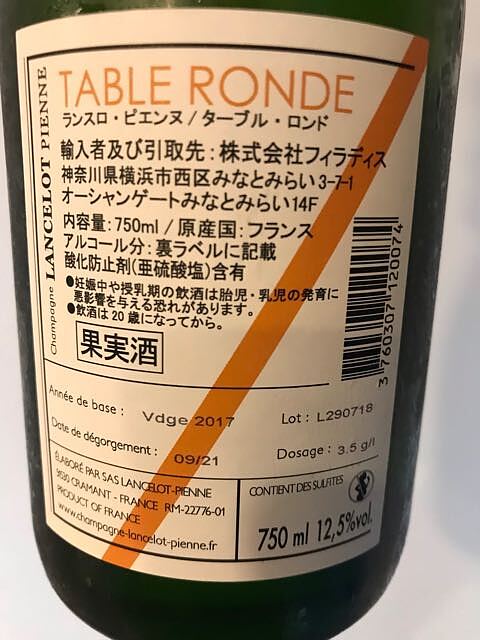 TABLE RONDE
ランスロ・ピエンヌ / ターブル・ロンド
輸入者及び引取先：株式会社フィラディス
神奈川県横浜市西区みなとみらい3-7-1
オーシャンゲートみなとみらい14F
内容量：750ml / 原産国：フランス
アルコール分：裏ラベルに記載
酸化防止剤(亜硫酸塩)含有
●妊娠中や授乳期の飲酒は胎児・乳児の発育に
悪影響を与える恐れがあります。
●飲酒は20歳になってから。
果実酒
Champagne LANCELOT PIENNE
3 760307 120074
Année de base : Vdge 2017 Lot : L290718
Date de dégorgement : 09/21 Dosage : 3.5 g/l
ÉLABORÉ PAR SAS LANCELOT-PIENNE
51530 CRAMANT - FRANCE RM-22776-01
PRODUCT OF FRANCE
www.champagne-lancelot-pienne.fr
CONTIENT DES SULFITES
750 ml 12,5%vol.